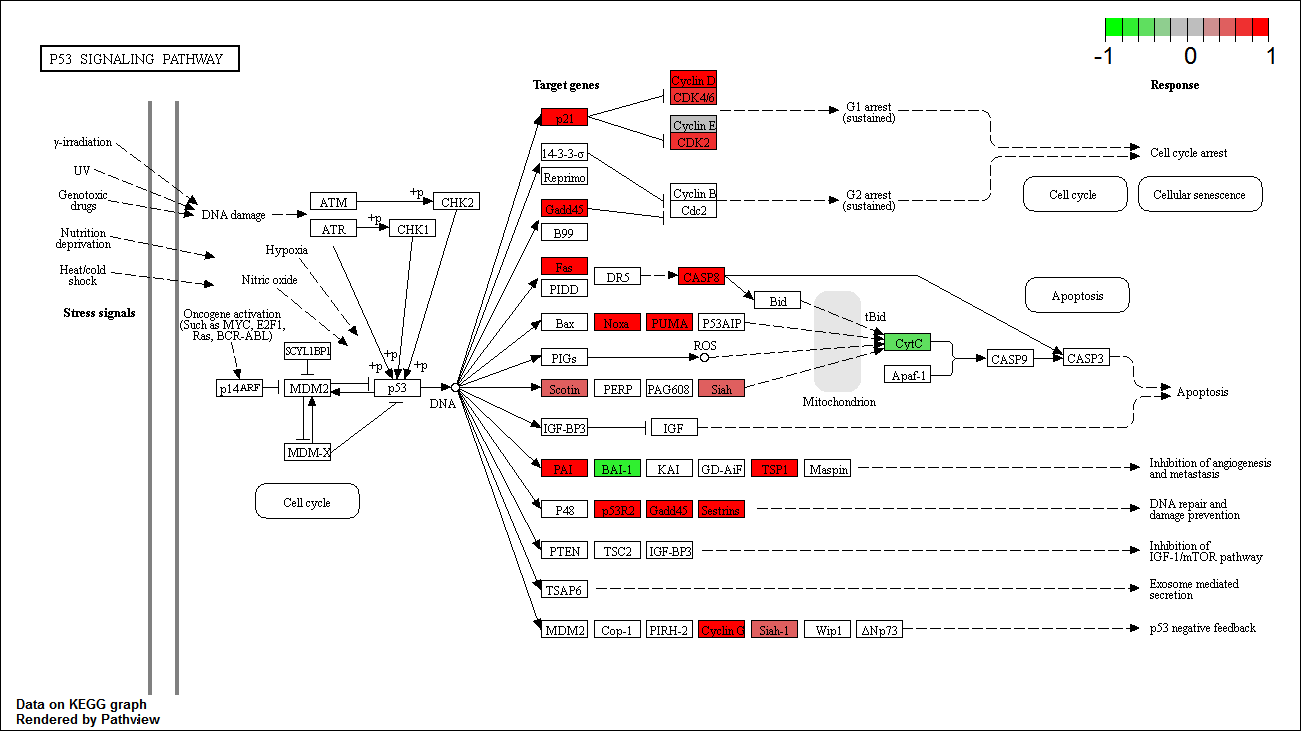 P53 SIGNALING PATHWAY
-1
0
1
Target genes
Response
Cyclin D
CDK4/6
p21
G1 arrest
(sustained)
Cyclin E
CDK2
γ-irradiation
14-3-3-σ
Cell cycle arrest
UV
Reprimo
Genotoxic
drugs
ATM
+p
CHK2
Cyclin B
Cdc2
G2 arrest
(sustained)
Cell cycle
Cellular senescence
DNA damage
Gadd45
ATR
+p
CHK1
B99
Nutrition
deprivation
Hypoxia
Fas
PIDD
DR5
CASP8
Heat/cold
shock
Nitric oxide
Bid
Apoptosis
Stress signals
Oncogene activation
(Such as MYC, E2F1,
Ras, BCR-ABL)
Bax
Noxa
PUMA
P53AIP
tBid
CytC
SCYL1BP1
+p
+p
+p
PIGs
ROS
CASP9
CASP3
Apaf-1
p14ARF
MDM2
p53
DNA
Scotin
PERP
PAG608
Siah
Mitochondrion
Apoptosis
IGF-BP3
IGF
MDM-X
PAI
BAI-1
KAI
GD-AiF
TSP1
Maspin
Inhibition of angiogenesis
and metastasis
Cell cycle
P48
p53R2
Gadd45
Sestrins
DNA repair and
damage prevention
PTEN
TSC2
IGF-BP3
Inhibition of
IGF-1/mTOR pathway
TSAP6
Exosome mediated
secretion
MDM2
Cop-1
PIRH-2
Cyclin G
Siah-1
Wip1
ΔNp73
p53 negative feedback
Data on KEGG graph
Rendered by Pathview